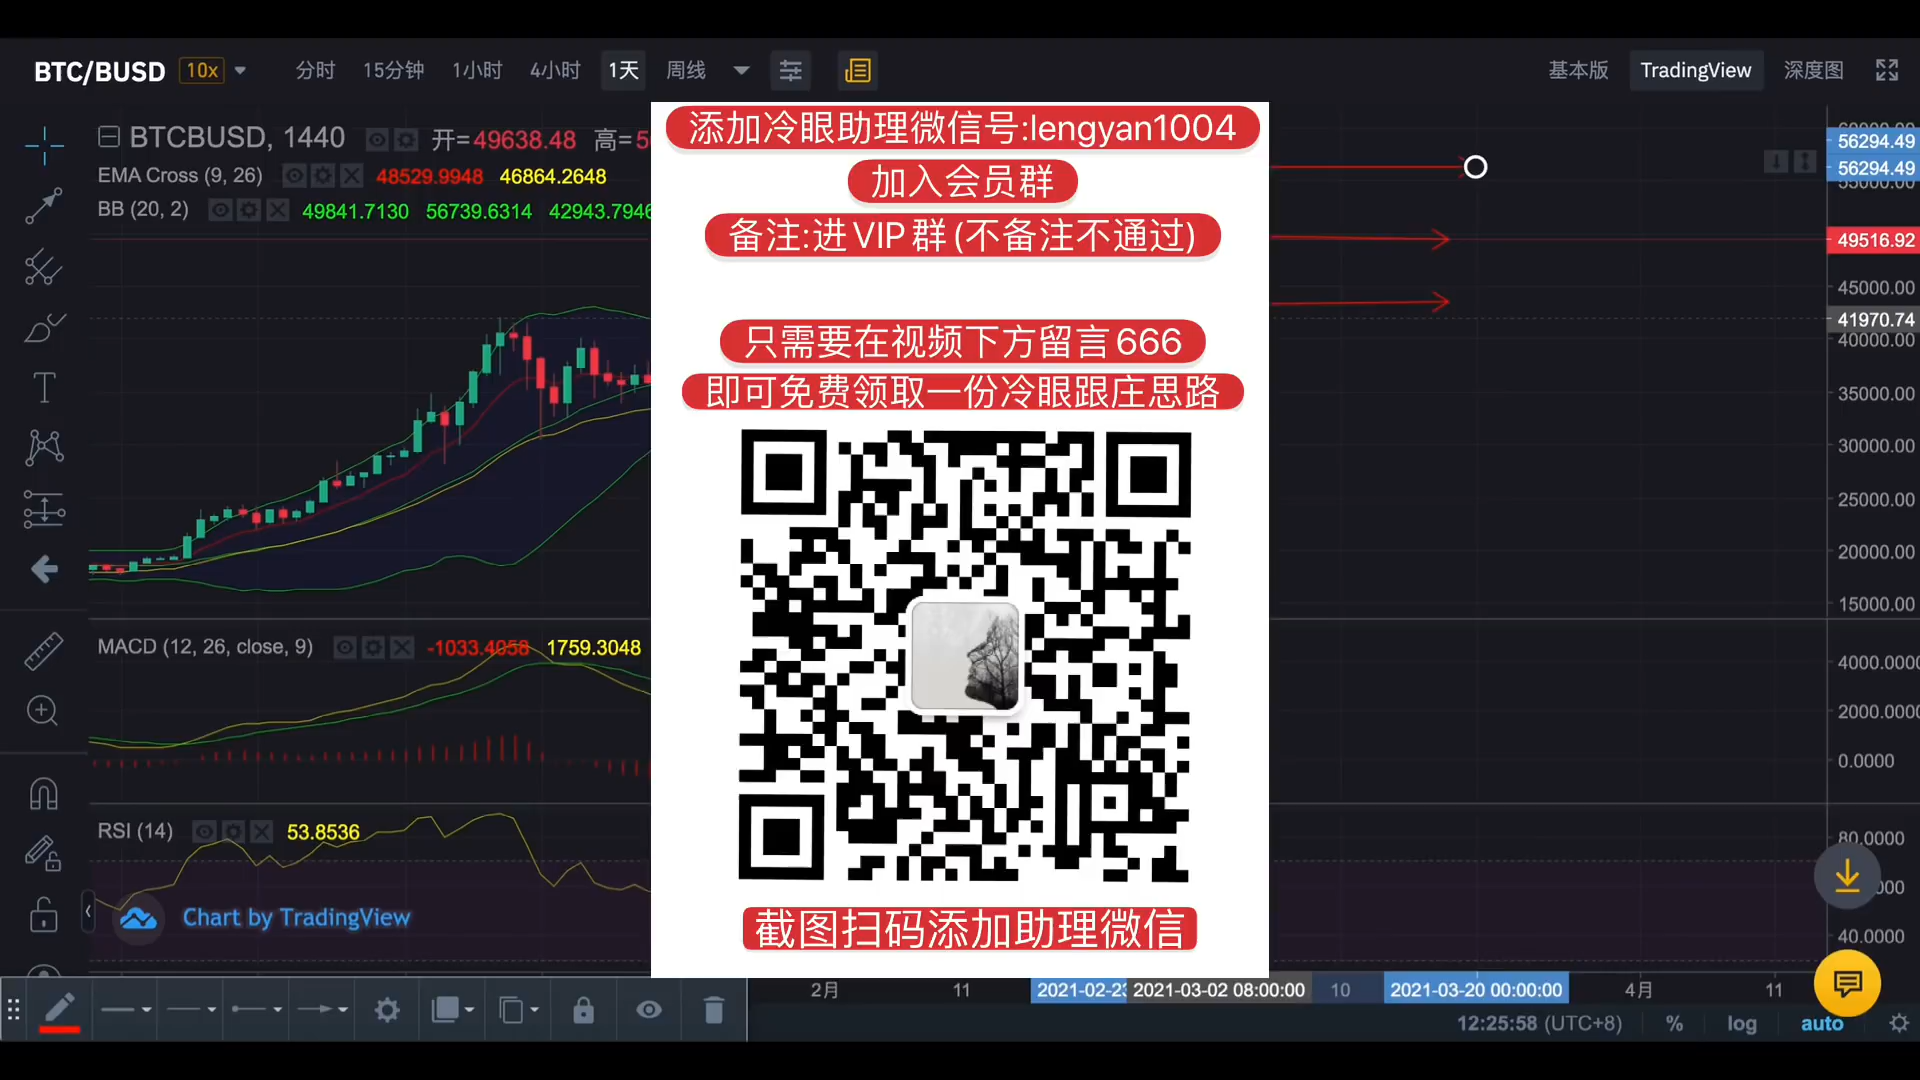 BTC/BUSD 10x 分时 15分钟 1小时 4小时 1天 周线 基本版 TradingView 深度图
BTCBUSD, 1440 开=49638.48 高=5
EMA Cross (9, 26) 48529.9948 46864.2648
BB (20, 2) 49841.7130 56739.6314 42943.7946
添加冷眼助理微信号:lengyan1004
加入会员群
备注:进VIP群(不备注不通过)
只需要在视频下方留言666
即可免费领取一份冷眼跟庄思路
截图扫码添加助理微信
56294.49
56294.49
55000.00
49516.92
45000.00
41970.74
40000.00
35000.00
30000.00
25000.00
20000.00
15000.00
MACD (12, 26, close, 9) -1033.4058 1759.3048
4000.0000
2000.0000
0.0000
RSI (14) 53.8536
80.0000
40.0000
Chart by TradingView
2月 11 2021-02-23 2021-03-02 08:00:00 10 2021-03-20 00:00:00 4月 11
12:25:58 (UTC+8) % log auto